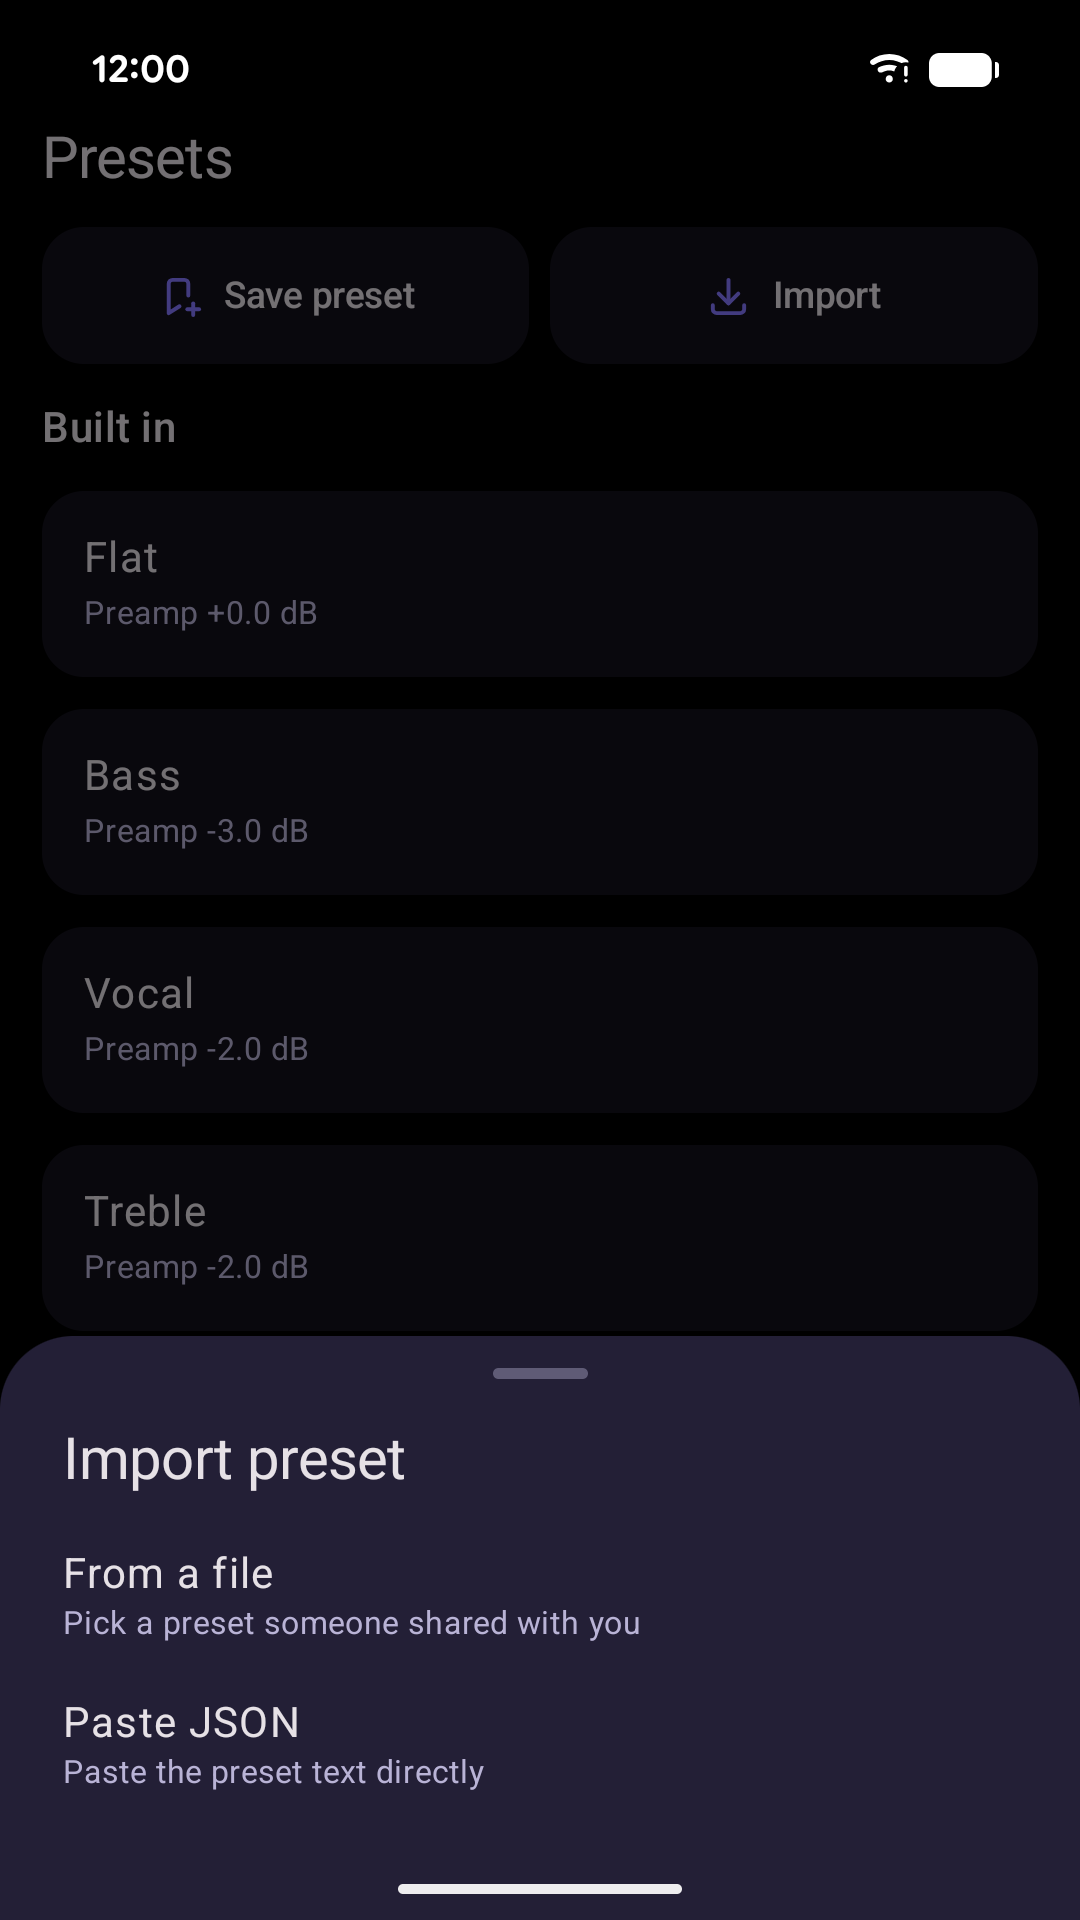 12:00
Presets
Save preset
Import
Built in
Flat
Preamp +0.0 dB
Bass
Preamp -3.0 dB
Vocal
Preamp -2.0 dB
Treble
Preamp -2.0 dB
Import preset
From a file
Pick a preset someone shared with you
Paste JSON
Paste the preset text directly